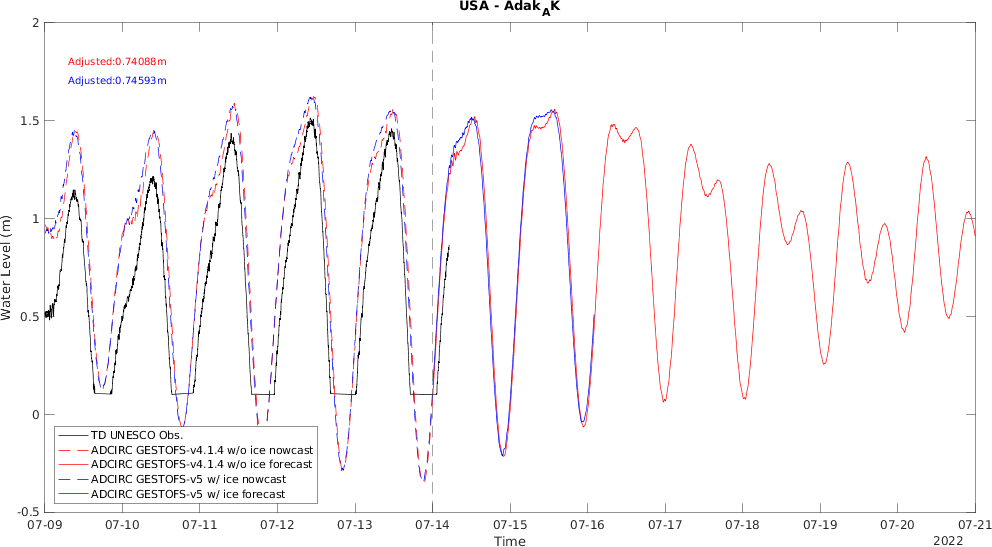 USA - Adak_AK
2
1.5
1
0.5
0
-0.5
Water Level (m)
Adjusted:0.74088m
Adjusted:0.74593m
TD UNESCO Obs.
ADCIRC GESTOFS-v4.1.4 w/o ice nowcast
ADCIRC GESTOFS-v4.1.4 w/o ice forecast
ADCIRC GESTOFS-v5 w/ ice nowcast
ADCIRC GESTOFS-v5 w/ ice forecast
07-09 07-10 07-11 07-12 07-13 07-14 07-15 07-16 07-17 07-18 07-19 07-20 07-21
Time
2022